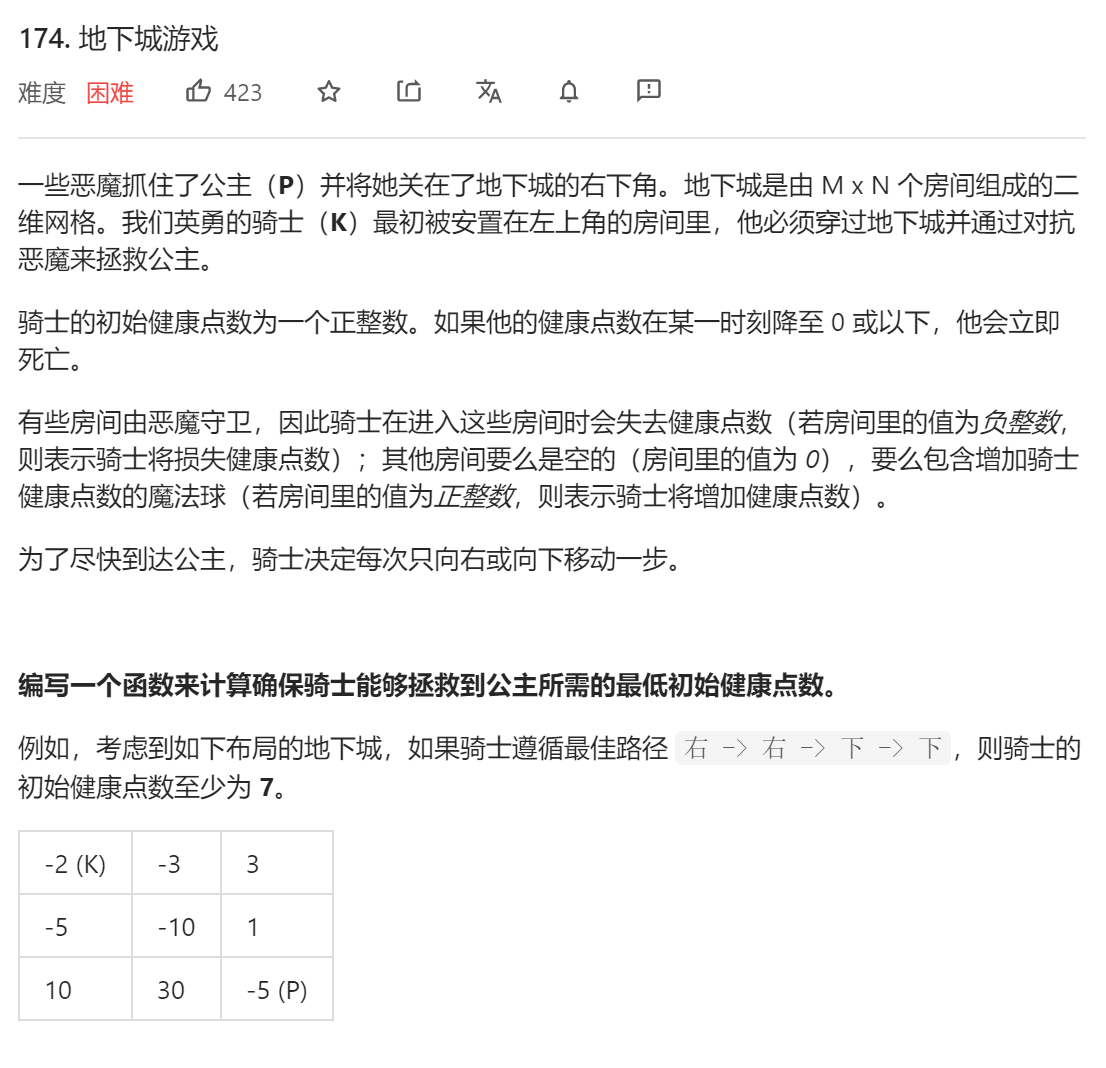 174. 地下城游戏
难度 困难 423 文A
一些恶魔抓住了公主（P）并将她关在了地下城的右下角。地下城是由 M x N 个房间组成的二
维网格。我们英勇的骑士（K）最初被安置在左上角的房间里，他必须穿过地下城并通过对抗
恶魔来拯救公主。
骑士的初始健康点数为一个正整数。如果他的健康点数在某一时刻降至 0 或以下，他会立即
死亡。
有些房间由恶魔守卫，因此骑士在进入这些房间时会失去健康点数（若房间里的值为负整数，
则表示骑士将损失健康点数）；其他房间要么是空的（房间里的值为 0），要么包含增加骑士
健康点数的魔法球（若房间里的值为正整数，则表示骑士将增加健康点数）。
为了尽快到达公主，骑士决定每次只向右或向下移动一步。
编写一个函数来计算确保骑士能够拯救到公主所需的最低初始健康点数。
例如，考虑到如下布局的地下城，如果骑士遵循最佳路径 右 -> 右 -> 下 -> 下，则骑士的
初始健康点数至少为 7。
-2 (K) -3 3
-5 -10 1
10 30 -5 (P)